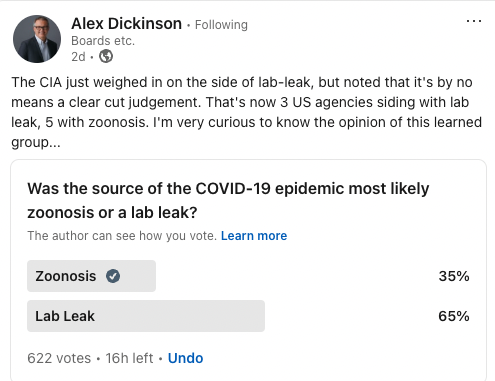 Alex Dickinson • Following
Boards etc.
2d •
The CIA just weighed in on the side of lab-leak, but noted that it's by no
means a clear cut judgement. That's now 3 US agencies siding with lab
leak, 5 with zoonosis. I'm very curious to know the opinion of this learned
group...
Was the source of the COVID-19 epidemic most likely
zoonosis or a lab leak?
The author can see how you vote. Learn more
Zoonosis 35%
Lab Leak 65%
622 votes • 16h left • Undo